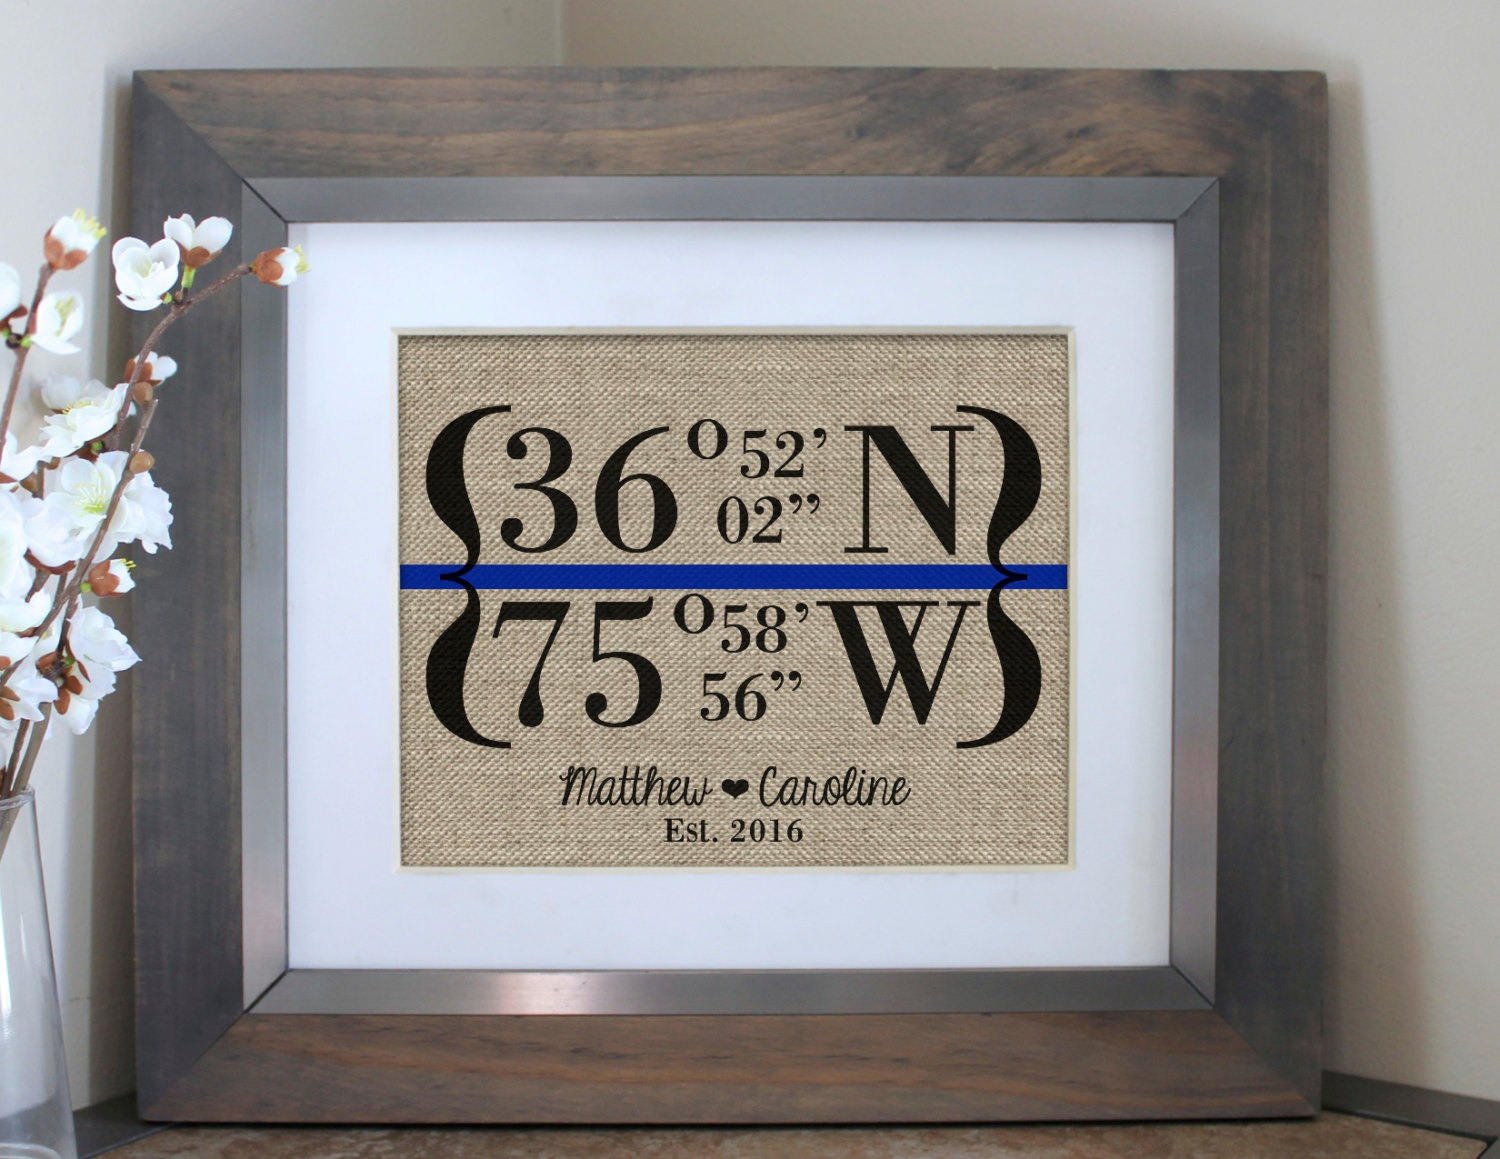 {36°52’02”N
75°58’56”W}
Matthew ❤ Caroline
Est. 2016